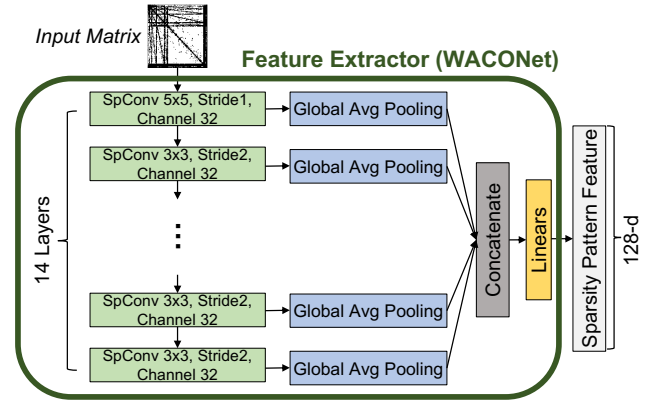 Input Matrix
Feature Extractor (WACONet)
SpConv 5x5, Stride1,
Channel 32
Global Avg Pooling
SpConv 3x3, Stride2,
Channel 32
Global Avg Pooling
14 Layers
Concatenate
Linears
Sparsity Pattern Feature
128-d
SpConv 3x3, Stride2,
Channel 32
Global Avg Pooling
SpConv 3x3, Stride2,
Channel 32
Global Avg Pooling